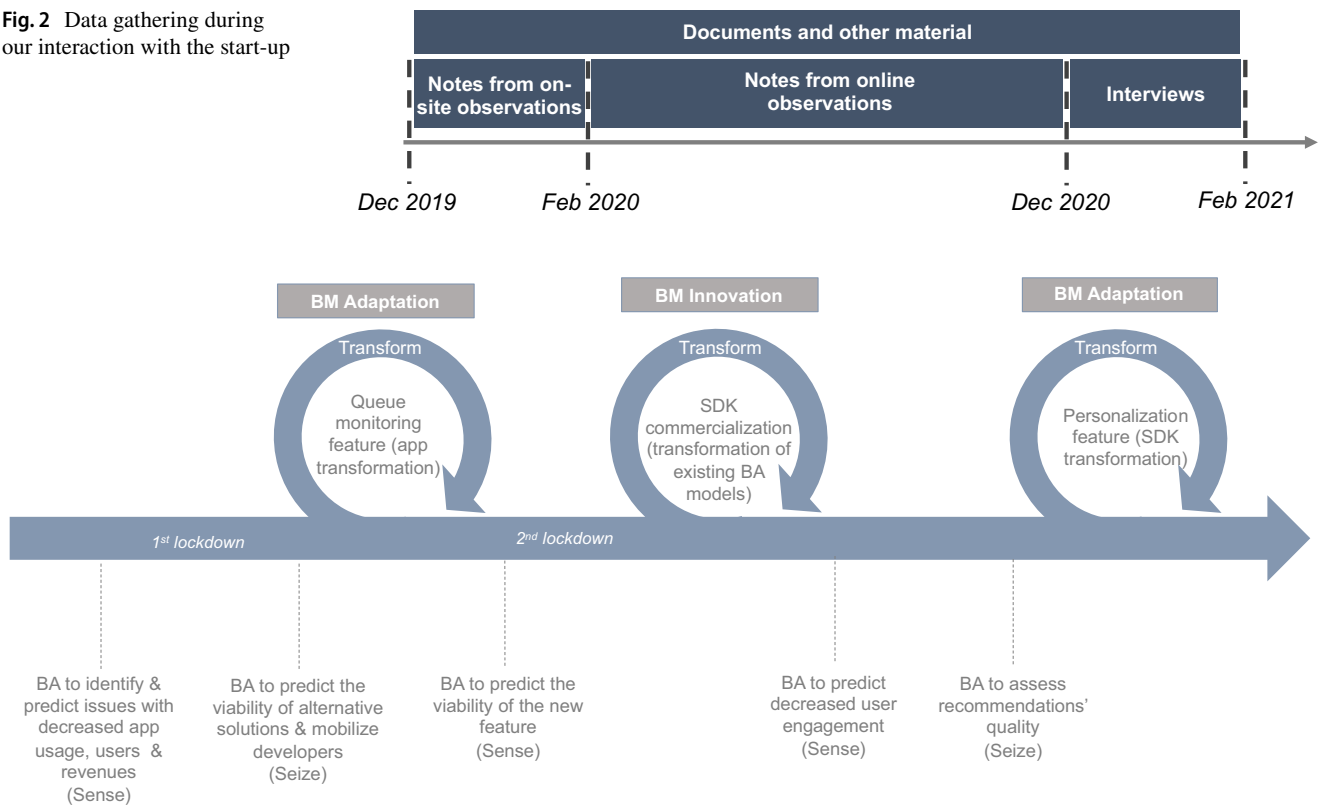 Fig. 2 Data gathering during
our interaction with the start-up
Documents and other material
Notes from on-
site observations
Notes from online
observations
Interviews
Dec 2019
Feb 2020
Dec 2020
Feb 2021
BM Adaptation
BM Innovation
BM Adaptation
Transform
Queue
monitoring
feature (app
transformation)
Transform
SDK
commercialization
(transformation of
existing BA
models)
Transform
Personalization
feature (SDK
transformation)
1st lockdown
2nd lockdown
BA to identify &
predict issues with
decreased app
usage, users &
revenues
(Sense)
BA to predict the
viability of alternative
solutions & mobilize
developers
(Seize)
BA to predict the
viability of the new
feature
(Sense)
BA to predict
decreased user
engagement
(Sense)
BA to assess
recommendations'
quality
(Seize)